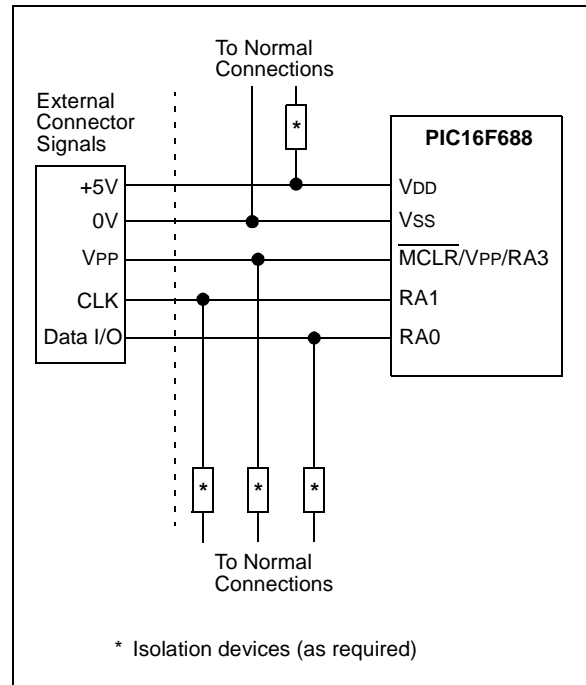 To Normal
Connections
External
Connector
Signals
*
PIC16F688
+5V
VDD
0V
VSS
VPP
MCLR/VPP/RA3
CLK
RA1
Data I/O
RA0
*
*
*
To Normal
Connections
* Isolation devices (as required)